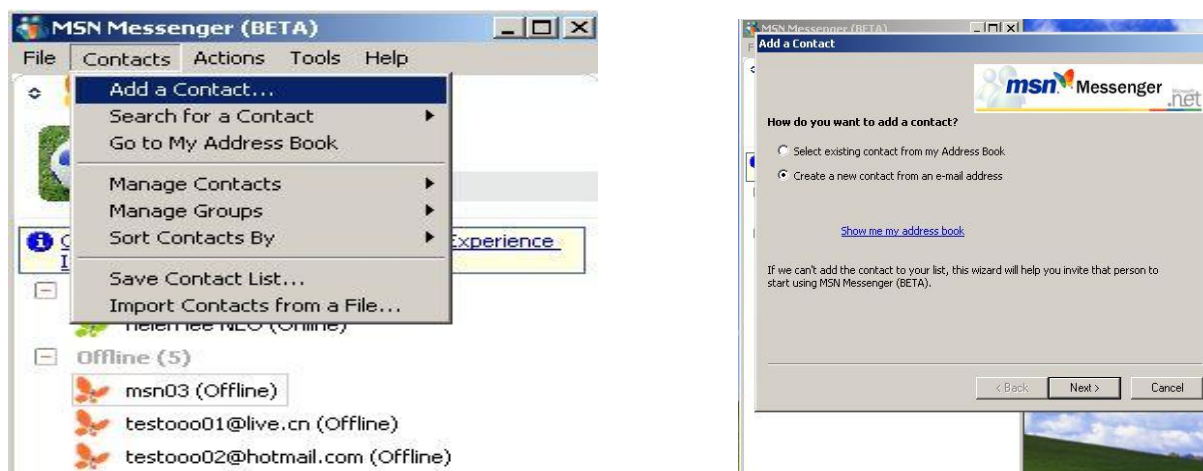 MSN Messenger (BETA)
File Contacts Actions Tools Help
Add a Contact...
Search for a Contact
Go to My Address Book
Manage Contacts
Manage Groups
Sort Contacts By
Experience
Save Contact List...
Import Contacts from a File...
(Online)
Offline (5)
msn03 (Offline)
testooo01@live.cn (Offline)
testooo02@hotmail.com (Offline)
MSN Messenger (BETA)
Add a Contact
msn Messenger
.net
How do you want to add a contact?
Select existing contact from my Address Book
Create a new contact from an e-mail address
Show me my address book
If we can't add the contact to your list, this wizard will help you invite that person to
start using MSN Messenger (BETA).
< Back Next > Cancel